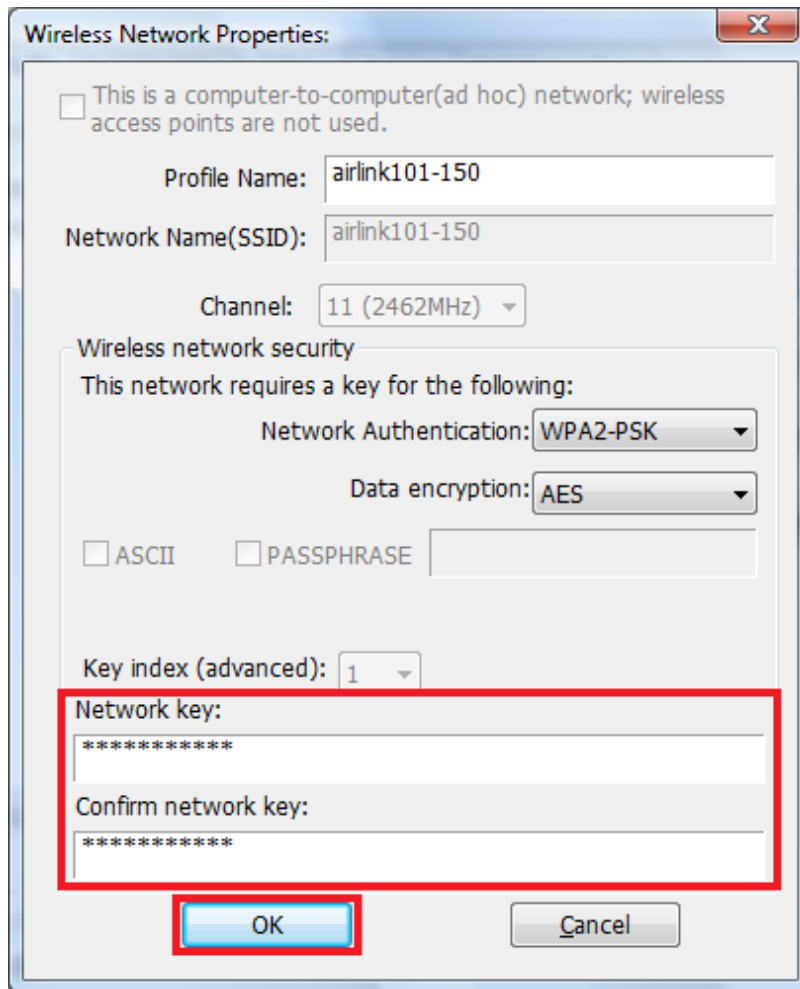 Wireless Network Properties:
This is a computer-to-computer(ad hoc) network; wireless
access points are not used.
Profile Name: airlink101-150
Network Name(SSID): airlink101-150
Channel: 11 (2462MHz)
Wireless network security
This network requires a key for the following:
Network Authentication: WPA2-PSK
Data encryption: AES
ASCII PASSPHRASE
Key index (advanced): 1
Network key:
***********
Confirm network key:
***********
OK Cancel